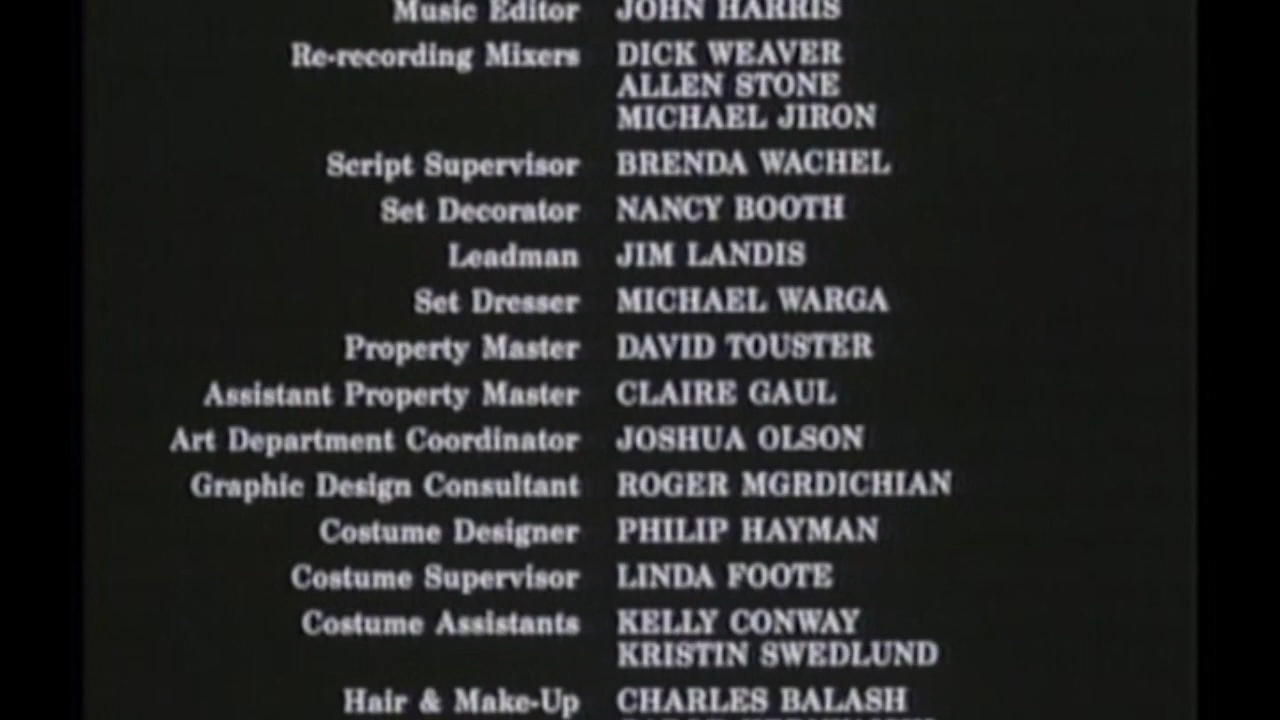 Music Editor JOHN HARRIS
Re-recording Mixers DICK WEAVER
ALLEN STONE
MICHAEL JIRON
Script Supervisor BRENDA WACHEL
Set Decorator NANCY BOOTH
Leadman JIM LANDIS
Set Dresser MICHAEL WARGA
Property Master DAVID TOUSTER
Assistant Property Master CLAIRE GAUL
Art Department Coordinator JOSHUA OLSON
Graphic Design Consultant ROGER MGRDICHIAN
Costume Designer PHILIP HAYMAN
Costume Supervisor LINDA FOOTE
Costume Assistants KELLY CONWAY
KRISTIN SWEDLUND
Hair & Make-Up CHARLES BALASH